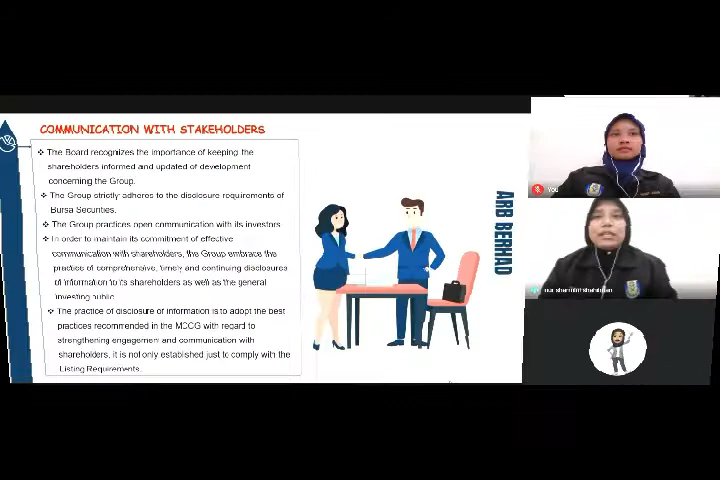 COMMUNICATION WITH STAKEHOLDERS
❖ The Board recognizes the importance of keeping the
shareholders informed and updated of development
concerning the Group.
❖ The Group strictly adheres to the disclosure requirements of
Bursa Securities.
❖ The Group practices open communication with its investors.
❖ In order to maintain its commitment of effective
communication with shareholders, the Group embrace the
practice of comprehensive, timely and continuing disclosures
of information to its shareholders as well as the general
investing public.
❖ The practice of disclosure of information is to adopt the best
practices recommended in the MCCG with regard to
strengthening engagement and communication with
shareholders, it is not only established just to comply with the
Listing Requirements.
ARB BERHAD
You
nur